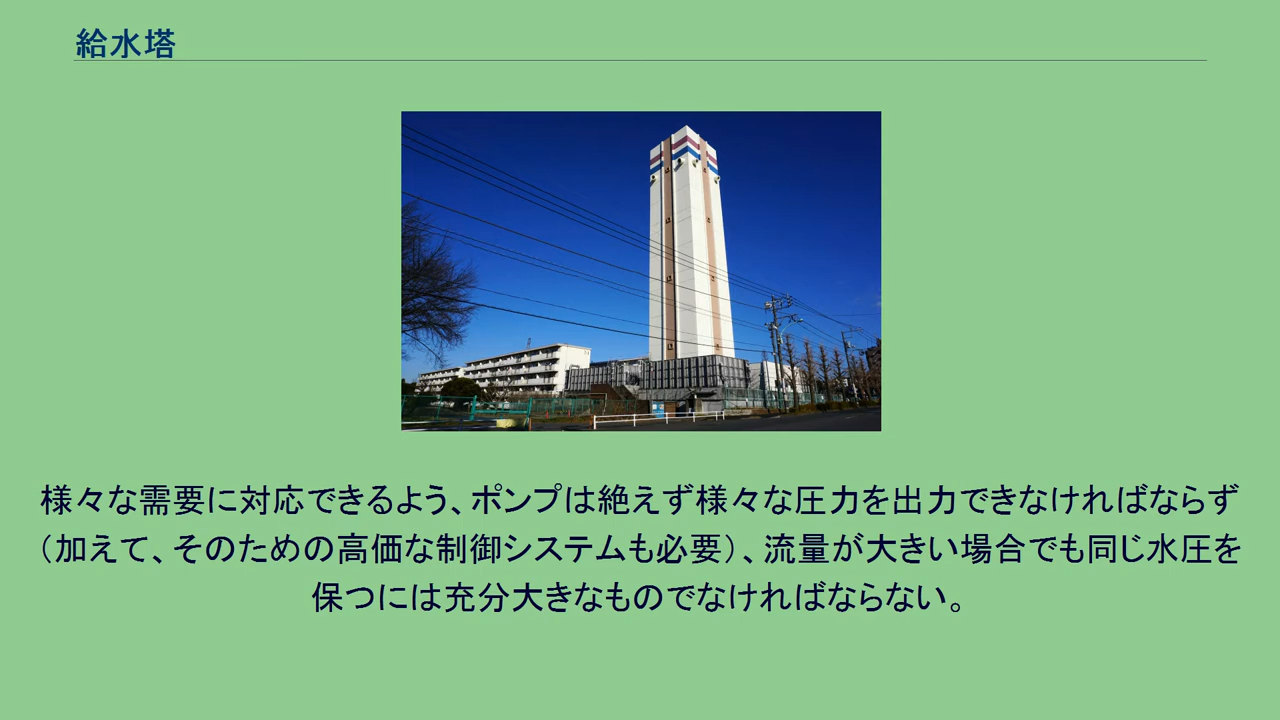 給水塔
様々な需要に対応できるよう、ポンプは絶えず様々な圧力を出力できなければならず
（加えて、そのための高価な制御システムも必要）、流量が大きい場合でも同じ水圧を
保つには充分大きなものでなければならない。